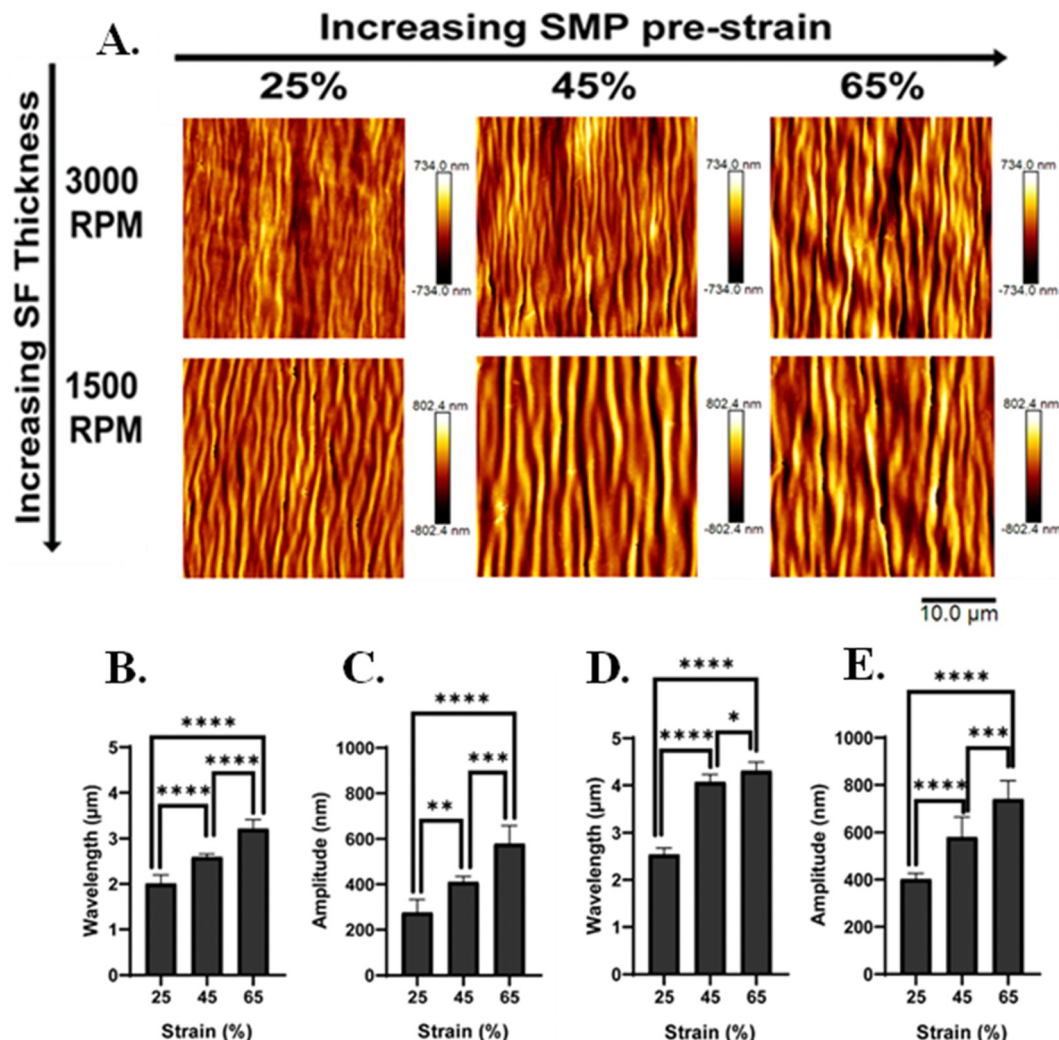 A.
Increasing SMP pre-strain
25% 45% 65%
Increasing SF Thickness
3000
RPM
734.0 nm
-734.0 nm
734.0 nm
-734.0 nm
734.0 nm
-734.0 nm
1500
RPM
802.4 nm
-802.4 nm
802.4 nm
-802.4 nm
802.4 nm
-802.4 nm
10.0 µm
B.
****
**** ****
Wavelength (µm)
5
4
3
2
1
0
25 45 65
Strain (%)
C.
****
***
**
Amplitude (nm)
1000
800
600
400
200
0
25 45 65
Strain (%)
D.
****
**** *
Wavelength (µm)
5
4
3
2
1
0
25 45 65
Strain (%)
E.
****
***
****
Amplitude (nm)
1000
800
600
400
200
0
25 45 65
Strain (%)